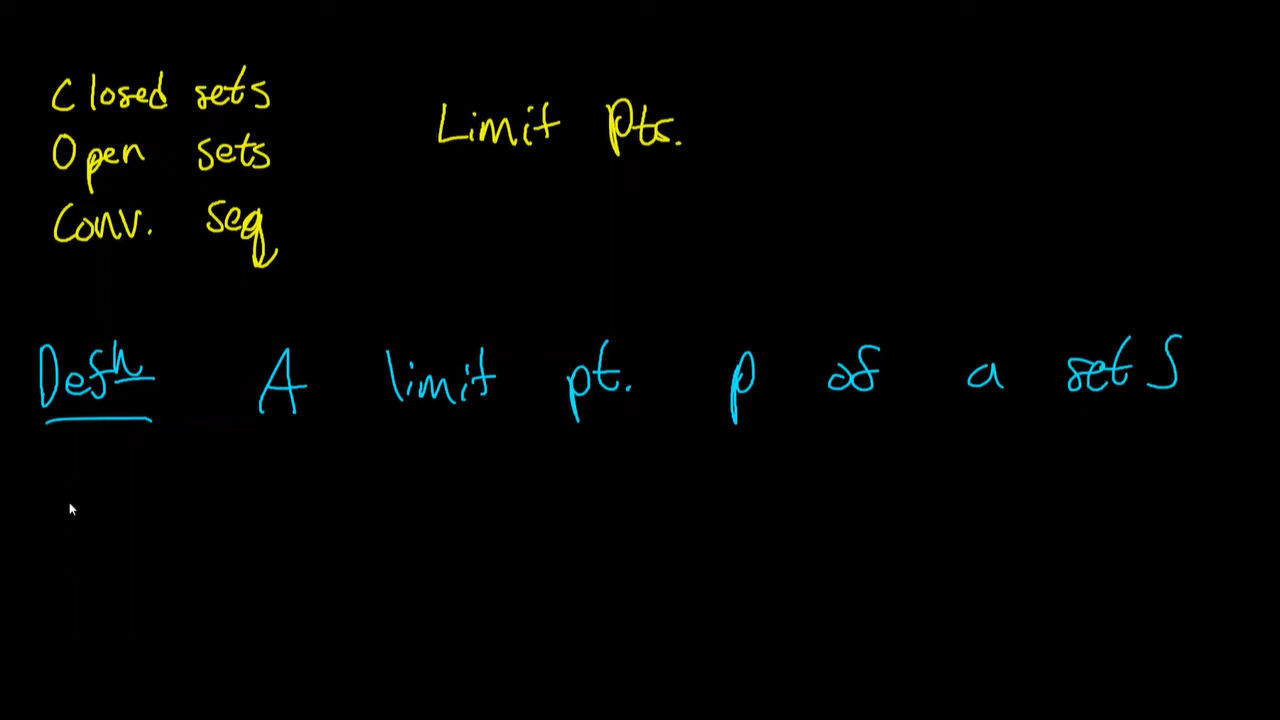 Closed sets
Open sets
Conv. seq
Limit Pts.
Defn A limit pt. p of a set S